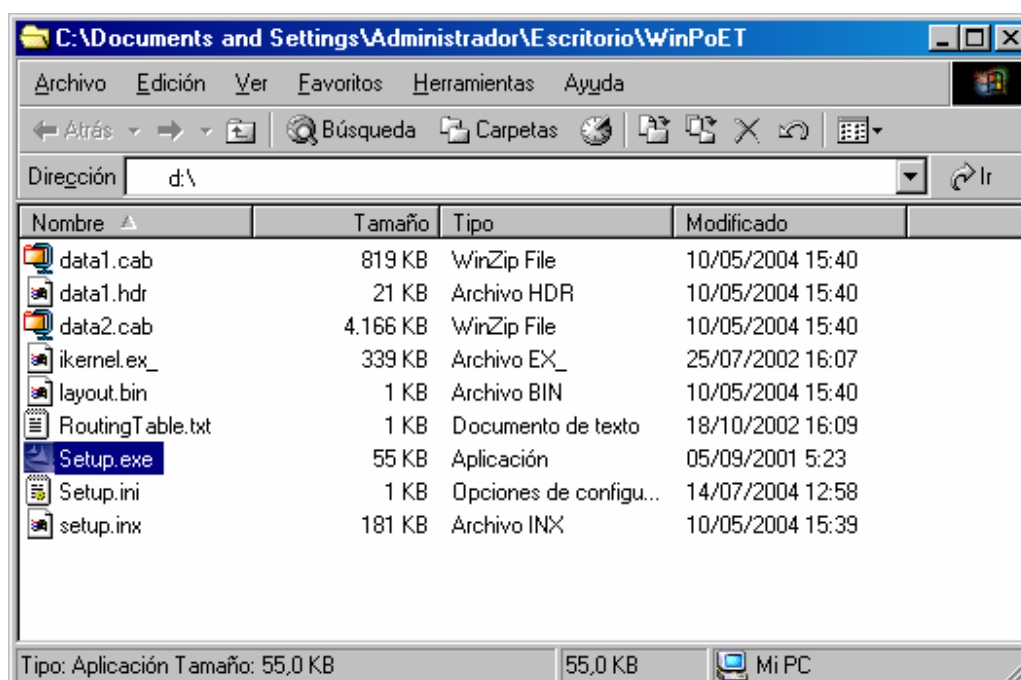 C:\Documents and Settings\Administrador\Escritorio\WinPoET
Archivo Edición Ver Favoritos Herramientas Ayuda
Atrás Búsqueda Carpetas
Dirección d:\ Ir
Nombre Tamaño Tipo Modificado
data1.cab 819 KB WinZip File 10/05/2004 15:40
data1.hdr 21 KB Archivo HDR 10/05/2004 15:40
data2.cab 4.166 KB WinZip File 10/05/2004 15:40
ikernel.ex_ 339 KB Archivo EX_ 25/07/2002 16:07
layout.bin 1 KB Archivo BIN 10/05/2004 15:40
RoutingTable.txt 1 KB Documento de texto 18/10/2002 16:09
Setup.exe 55 KB Aplicación 05/09/2001 5:23
Setup.ini 1 KB Opciones de configu... 14/07/2004 12:58
setup.inx 181 KB Archivo INX 10/05/2004 15:39
Tipo: Aplicación Tamaño: 55,0 KB 55,0 KB Mi PC